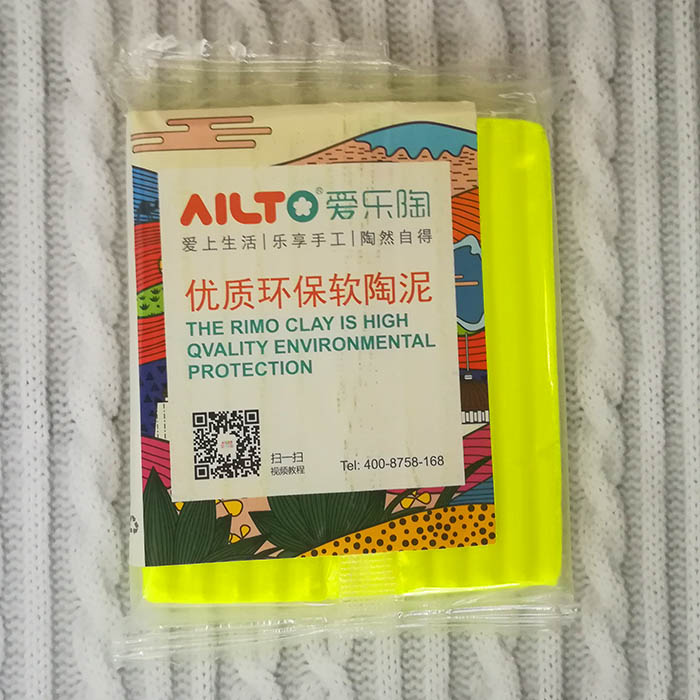 AILTO®爱乐陶
爱上生活|乐享手工|陶然自得
优质环保软陶泥
THE RIMO CLAY IS HIGH
QVALITY ENVIRONMENTAL
PROTECTION
扫一扫
视频教程
Tel: 400-8758-168